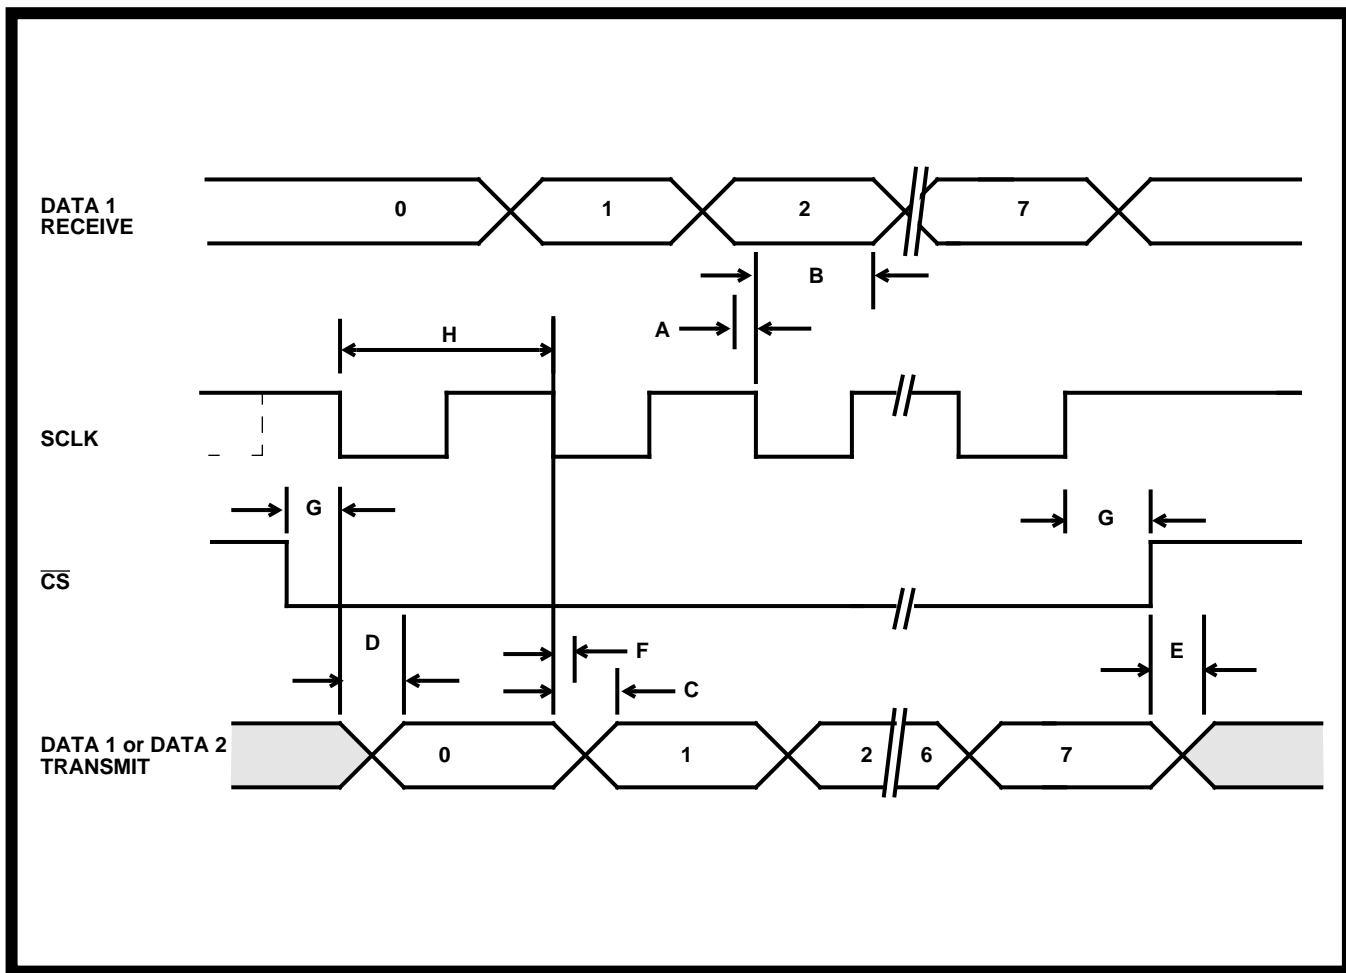 DATA 1
RECEIVE
0 1 2 7
B
A
H
SCLK
G G
CS
D F E
C
DATA 1 or DATA 2
TRANSMIT
0 1 2 6 7